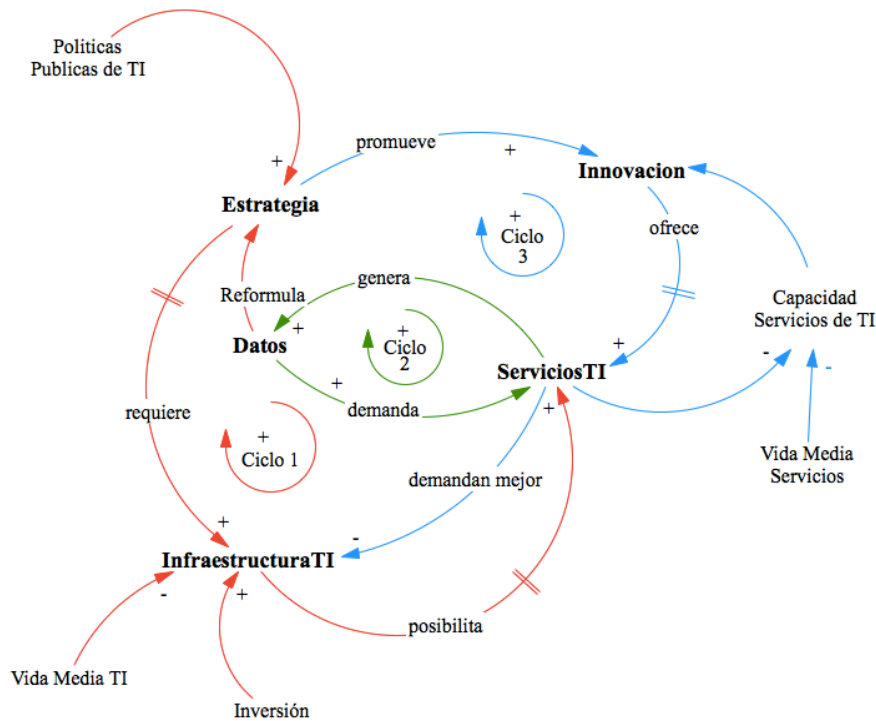 Politicas
Publicas de TI
promueve
+
+
Innovacion
Estrategia
+
Ciclo
3
ofrece
genera
Reformula
Capacidad
Servicios de TI
+
+
Ciclo
2
Datos
+
-
-
ServiciosTI
+
demanda
+
requiere
+
Ciclo 1
Vida Media
Servicios
demandan mejor
+
-
InfraestructuraTI
-
+
posibilita
Vida Media TI
Inversión